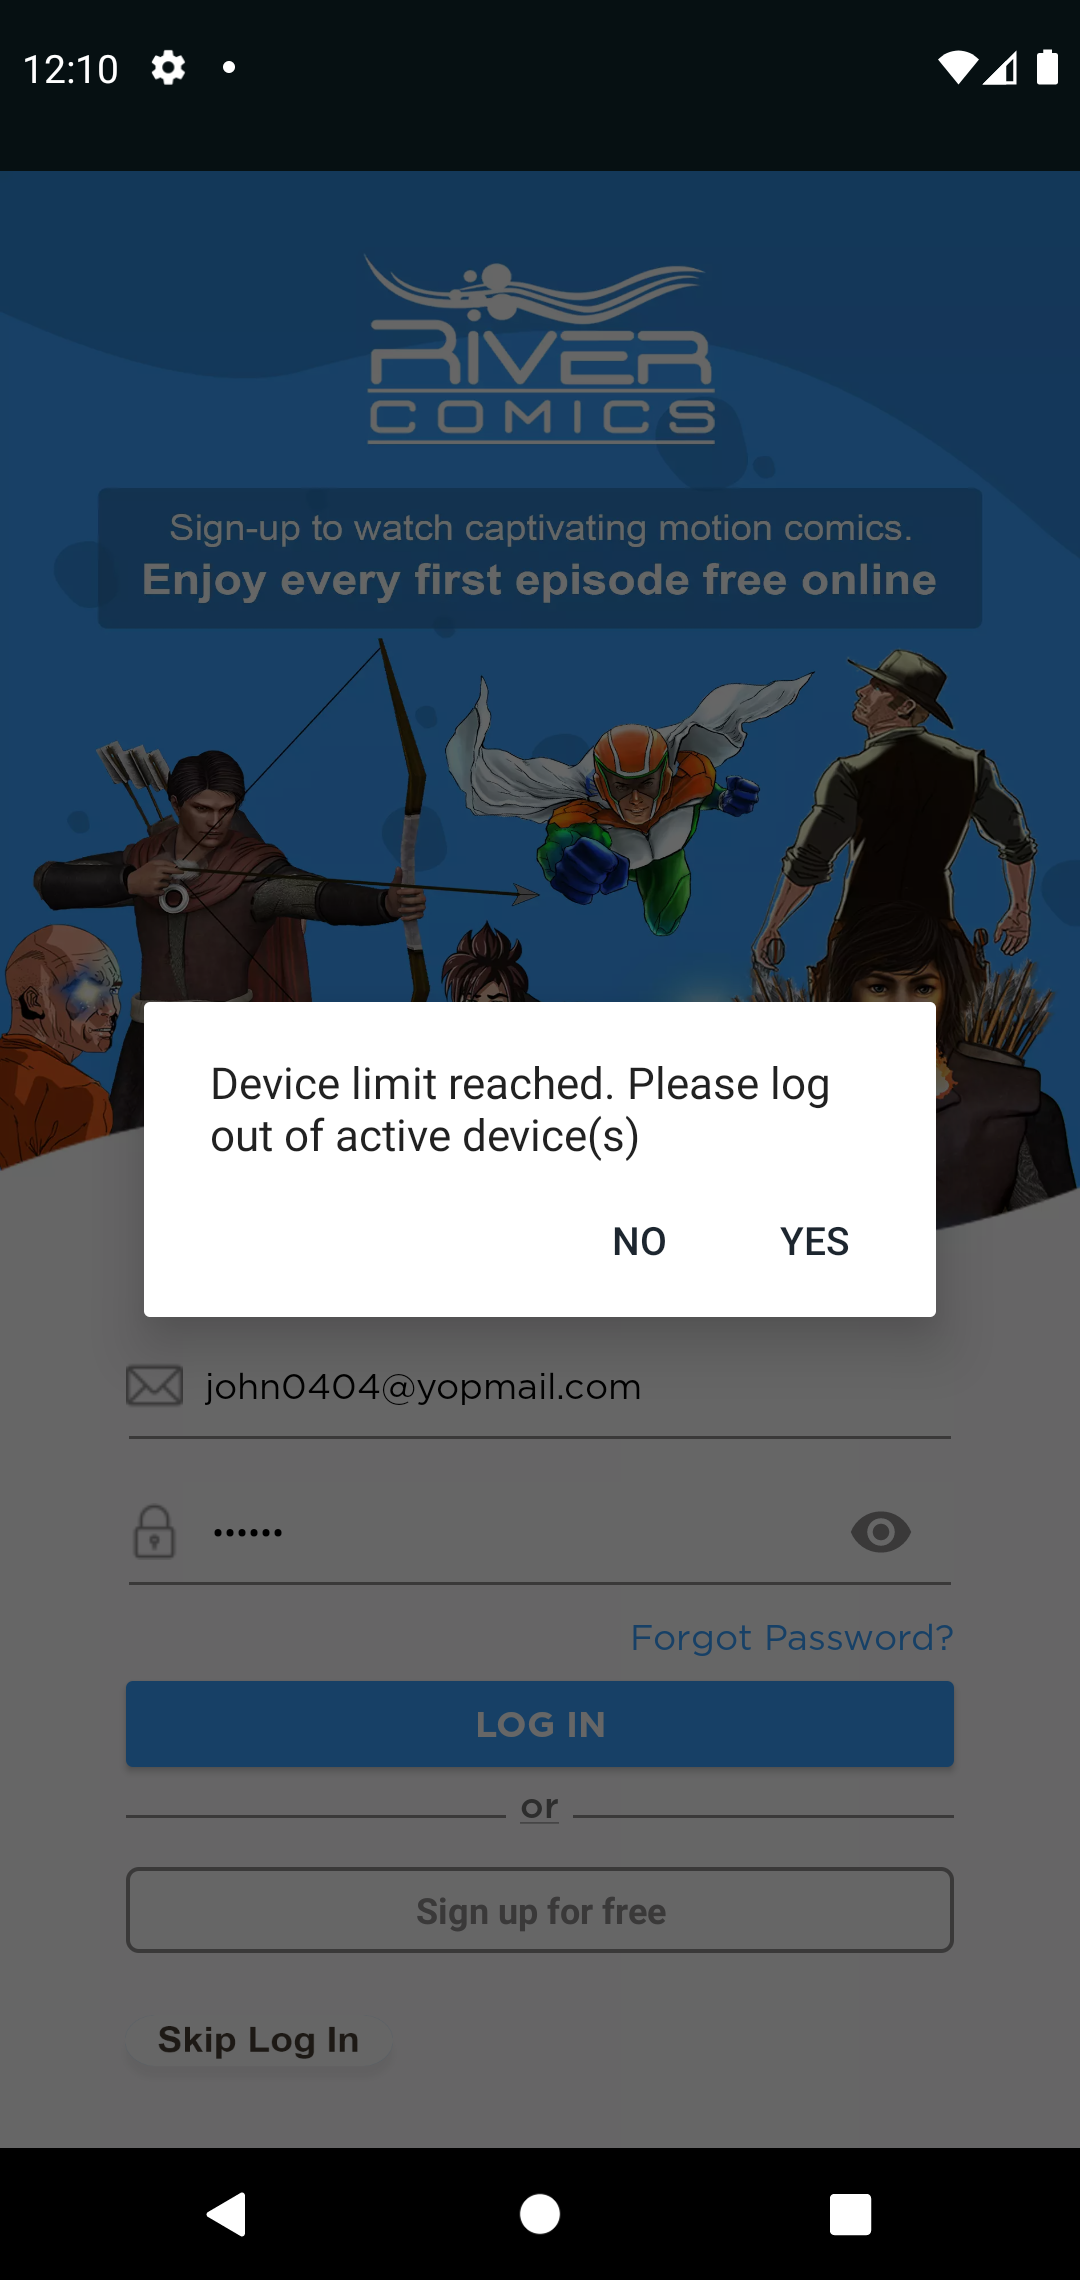 12:10
RiVER
COMICS
Sign-up to watch captivating motion comics.
Enjoy every first episode free online
Device limit reached. Please log
out of active device(s)
NO YES
john0404@yopmail.com
••••••
Forgot Password?
LOG IN
or
Sign up for free
Skip Log In